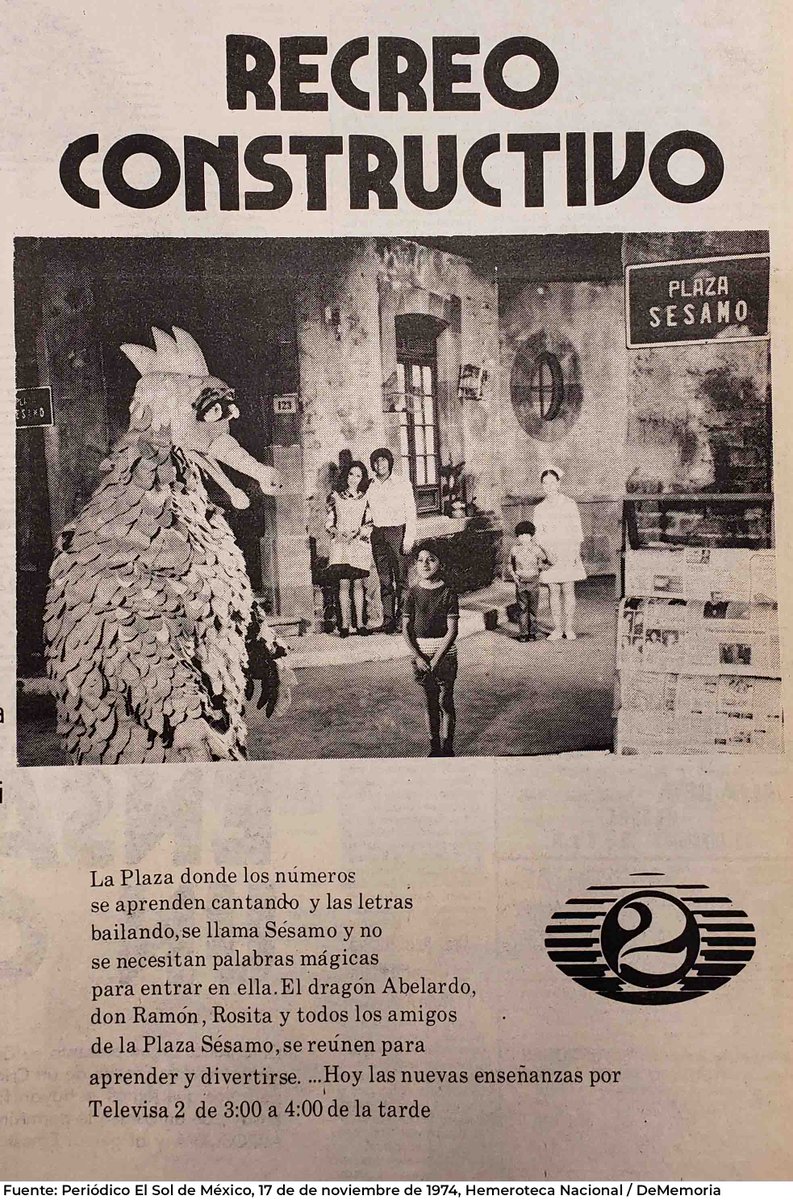 RECREO
CONSTRUCTIVO
PLAZA
SESAMO
123
La Plaza donde los números
se aprenden cantando y las letras
bailando, se llama Sésamo y no
se necesitan palabras mágicas
para entrar en ella. El dragón Abelardo,
don Ramón, Rosita y todos los amigos
de la Plaza Sésamo, se reúnen para
aprender y divertirse. ...Hoy las nuevas enseñanzas por
Televisa 2 de 3:00 a 4:00 de la tarde
2
Fuente: Periódico El Sol de México, 17 de de noviembre de 1974, Hemeroteca Nacional / DeMemoria